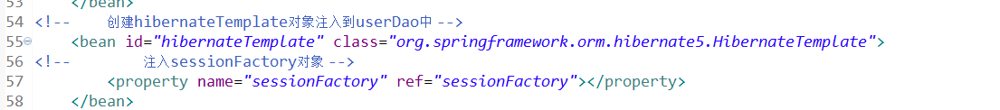 53 </bean>
54 <!-- 创建hibernateTemplate对象注入到userDao中 -->
55 <bean id="hibernateTemplate" class="org.springframework.orm.hibernate5.HibernateTemplate">
56 <!-- 注入sessionFactory对象 -->
57 <property name="sessionFactory" ref="sessionFactory"></property>
58 </bean>